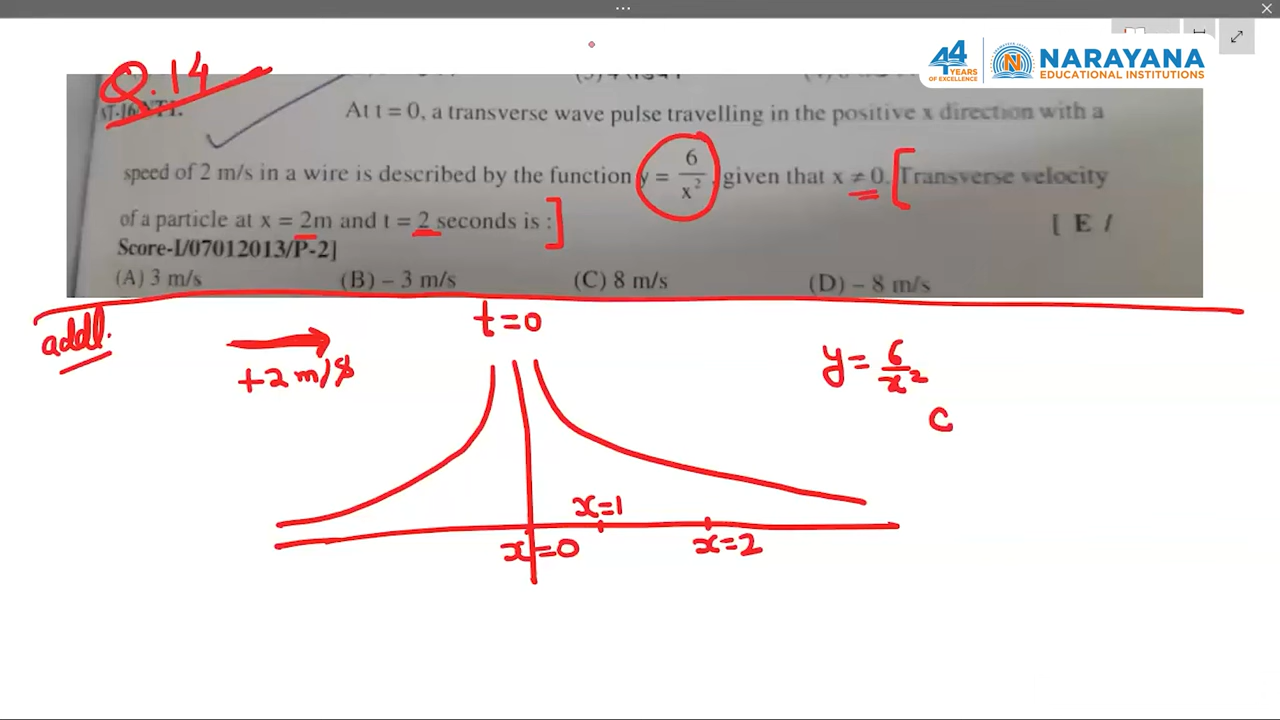 Q.14
44 YEARS OF EXCELLENCE
NARAYANA
EDUCATIONAL INSTITUTIONS
At t = 0, a transverse wave pulse travelling in the positive x direction with a
speed of 2 m/s in a wire is described by the function y = 6/x², given that x ≠ 0. Transverse velocity
of a particle at x = 2m and t = 2 seconds is :
[ E /
Score-I/07012013/P-2]
(A) 3 m/s (B) – 3 m/s (C) 8 m/s (D) – 8 m/s
addl.
t=0
+2 m/s
y = 6/x²
C
x=1
x=0
x=2